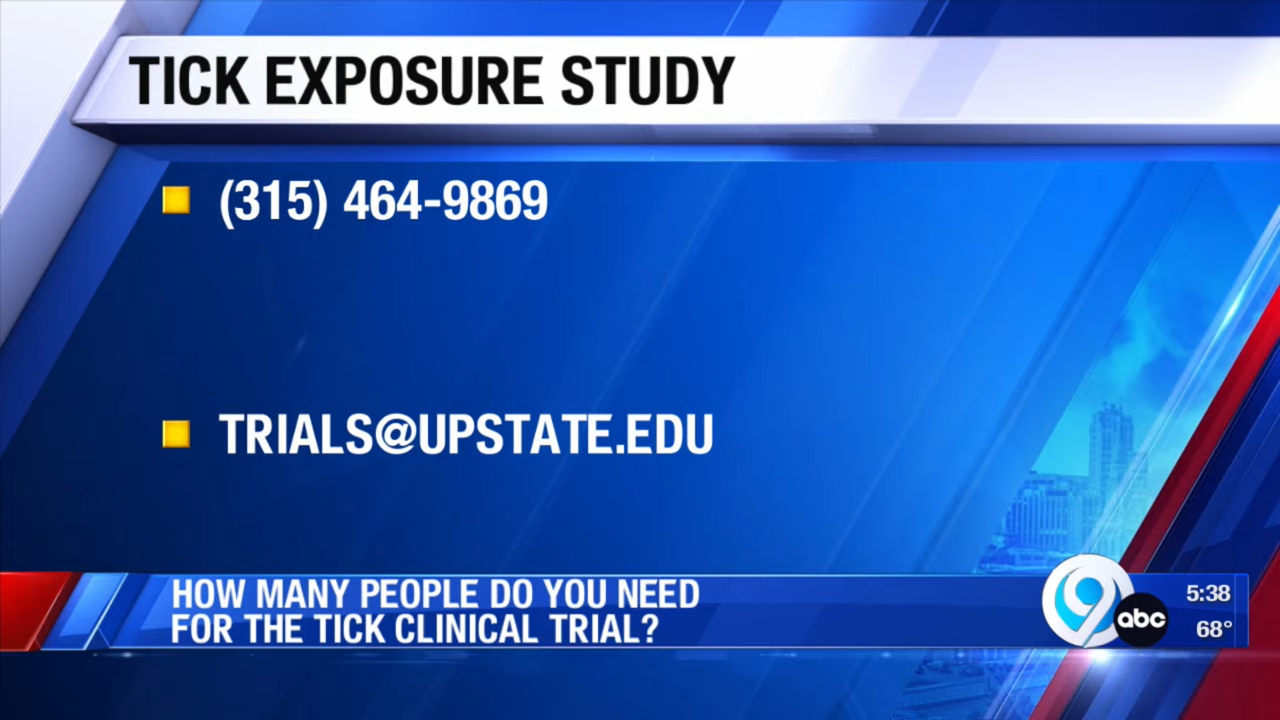 TICK EXPOSURE STUDY
(315) 464-9869
TRIALS@UPSTATE.EDU
HOW MANY PEOPLE DO YOU NEED
FOR THE TICK CLINICAL TRIAL?
9
abc
5:38
68°